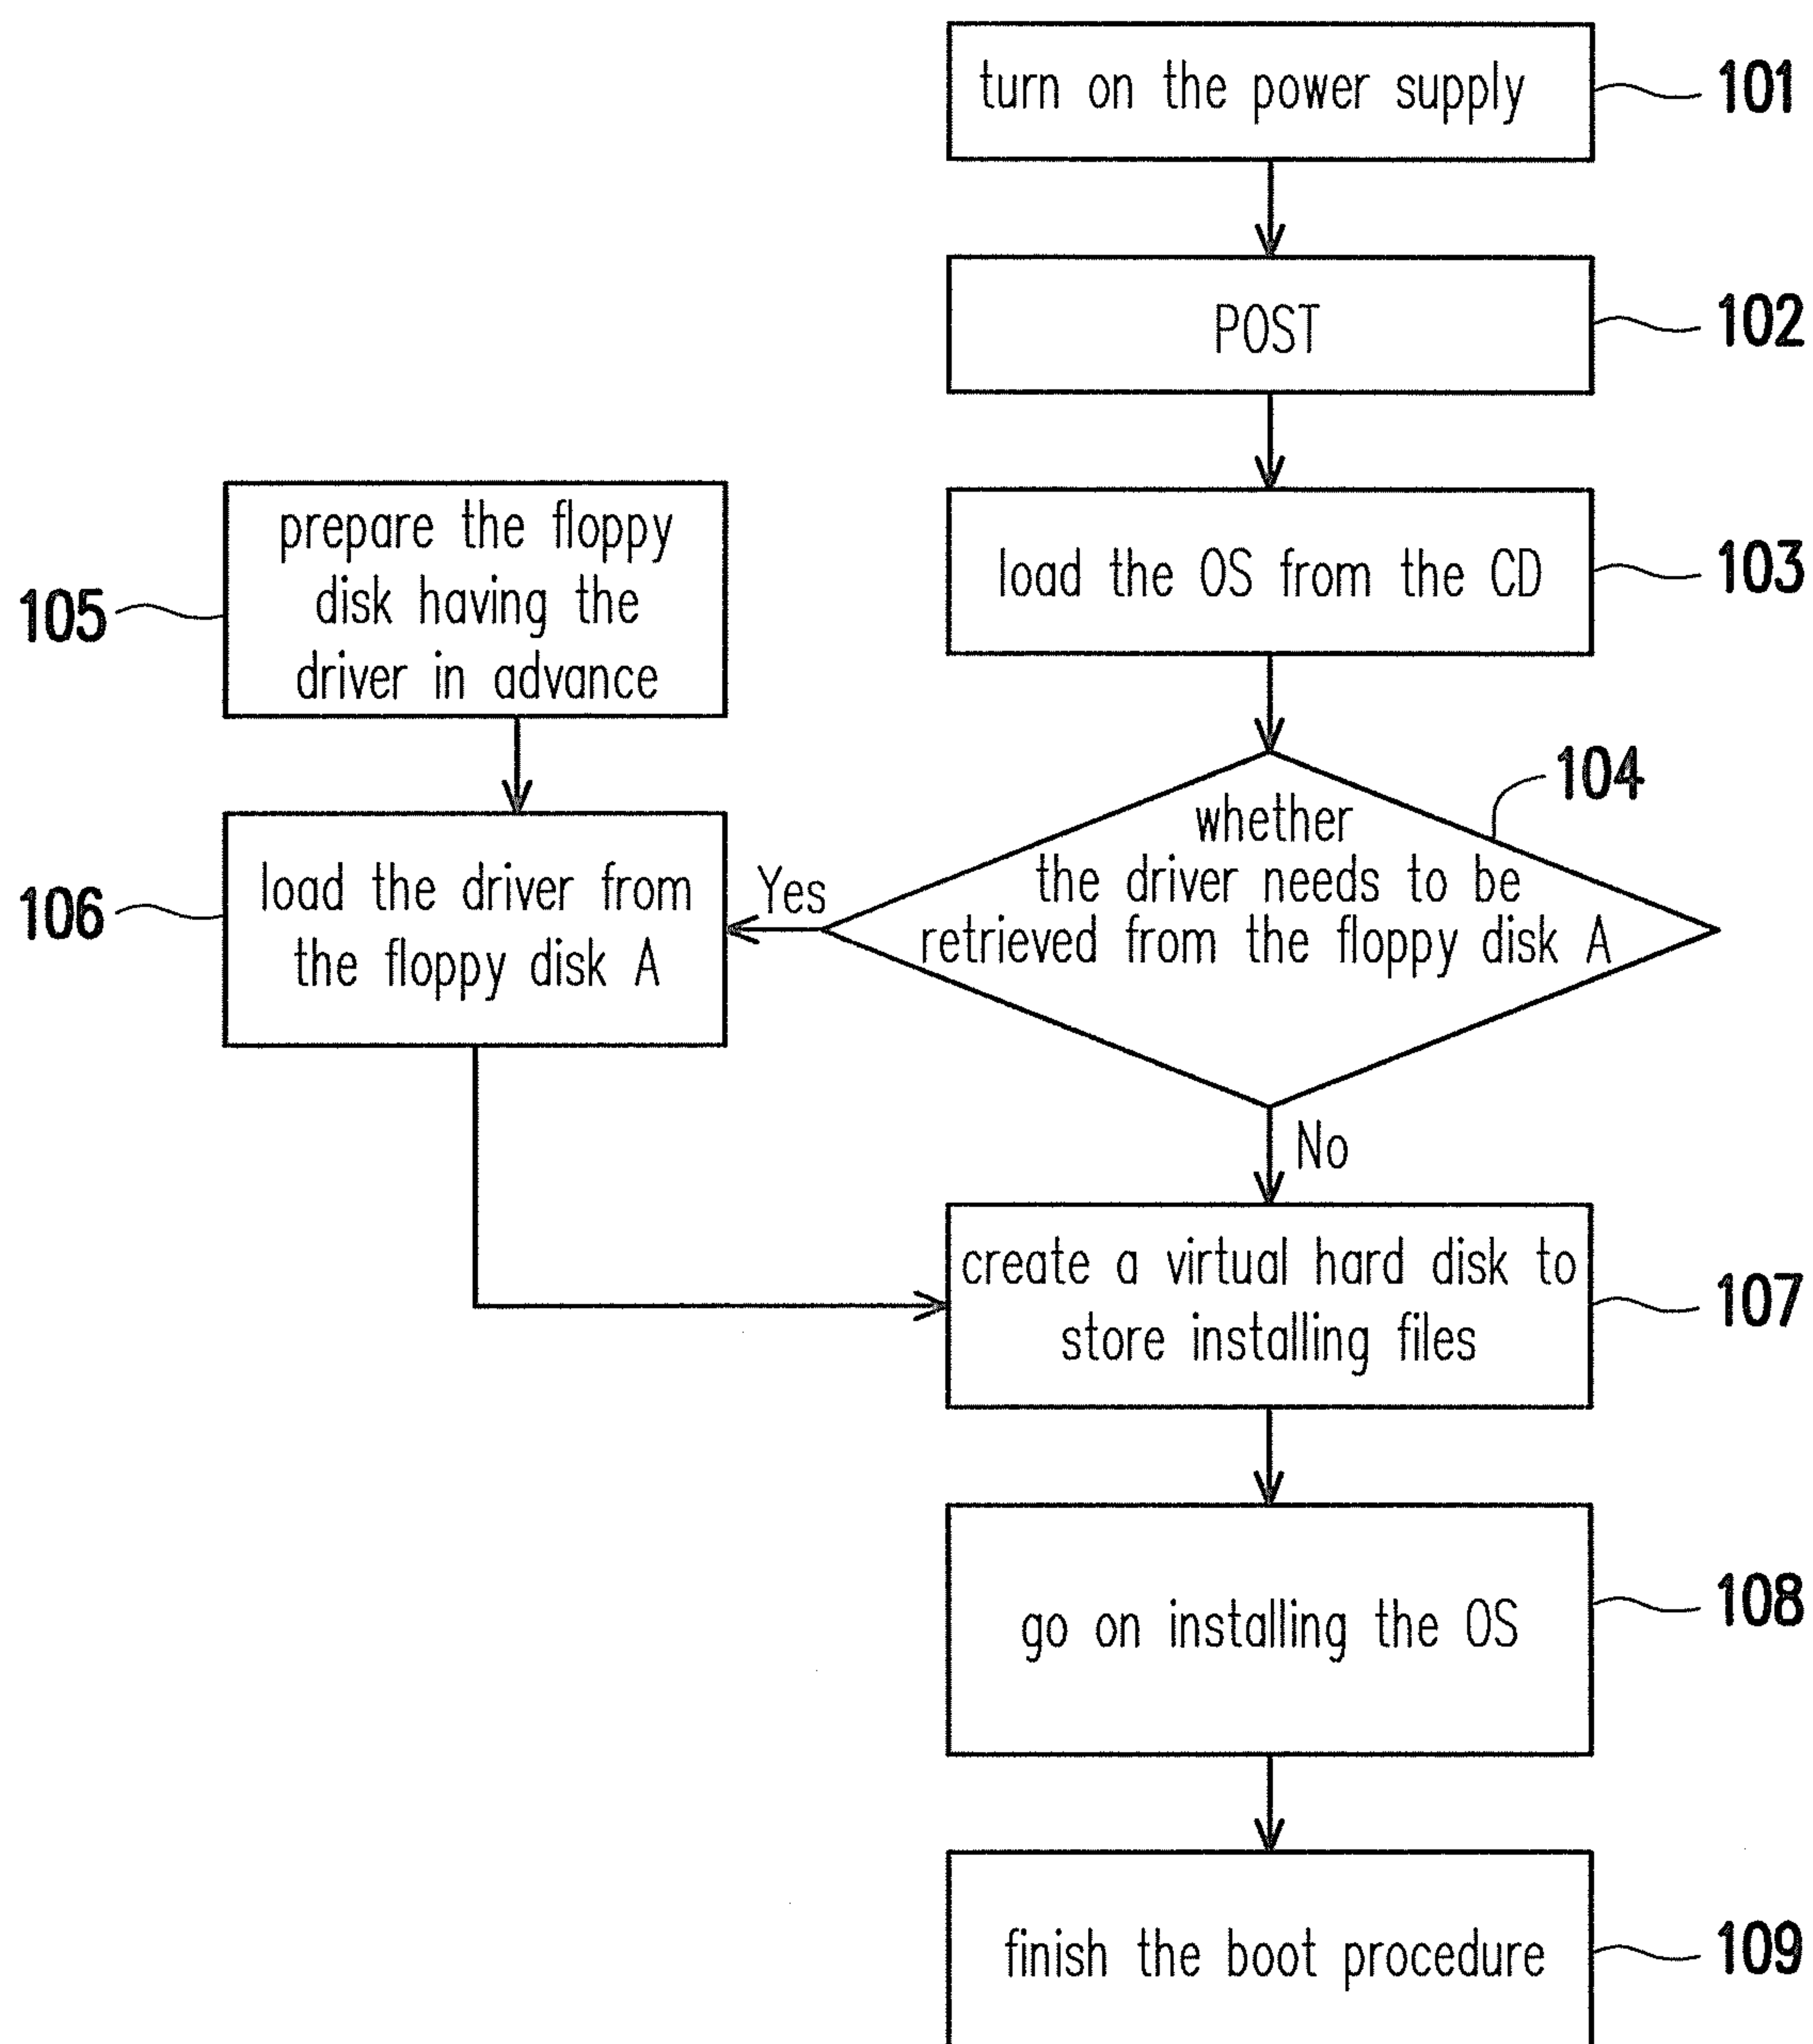 turn on the power supply
101
POST
102
load the OS from the CD
103
104
whether
the driver needs to be
retrieved from the floppy disk A
Yes
No
105
prepare the floppy
disk having the
driver in advance
106
load the driver from
the floppy disk A
create a virtual hard disk to
store installing files
107
go on installing the OS
108
finish the boot procedure
109